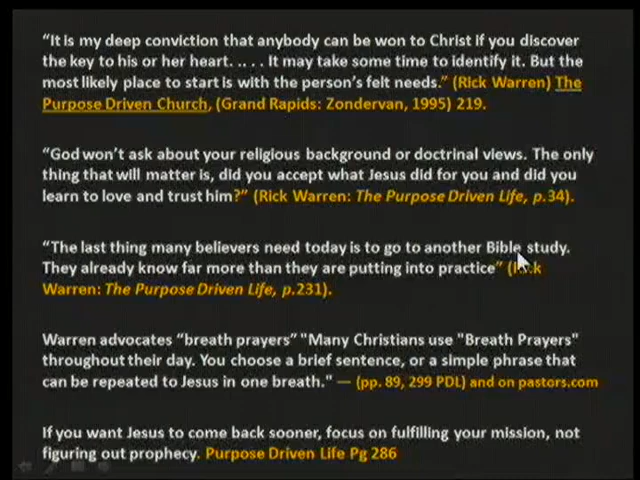 “It is my deep conviction that anybody can be won to Christ if you discover
the key to his or her heart. . . . . It may take some time to identify it. But the
most likely place to start is with the person’s felt needs.” (Rick Warren) The
Purpose Driven Church, (Grand Rapids: Zondervan, 1995) 219.
“God won’t ask about your religious background or doctrinal views. The only
thing that will matter is, did you accept what Jesus did for you and did you
learn to love and trust him?” (Rick Warren: The Purpose Driven Life, p.34).
“The last thing many believers need today is to go to another Bible study.
They already know far more than they are putting into practice”
Warren: The Purpose Driven Life, p.231).
Warren advocates “breath prayers” "Many Christians use "Breath Prayers"
throughout their day. You choose a brief sentence, or a simple phrase that
can be repeated to Jesus in one breath." — (pp. 89, 299 PDL) and on pastors.com
If you want Jesus to come back sooner, focus on fulfilling your mission, not
figuring out prophecy. Purpose Driven Life Pg 286